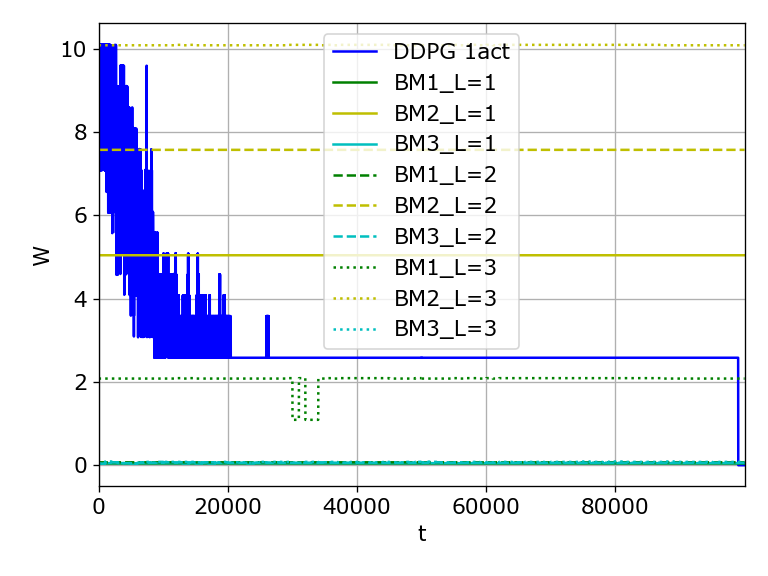 10
8
6
4
2
0
W
DDPG 1act
BM1_L=1
BM2_L=1
BM3_L=1
BM1_L=2
BM2_L=2
BM3_L=2
BM1_L=3
BM2_L=3
BM3_L=3
0 20000 40000 60000 80000
t